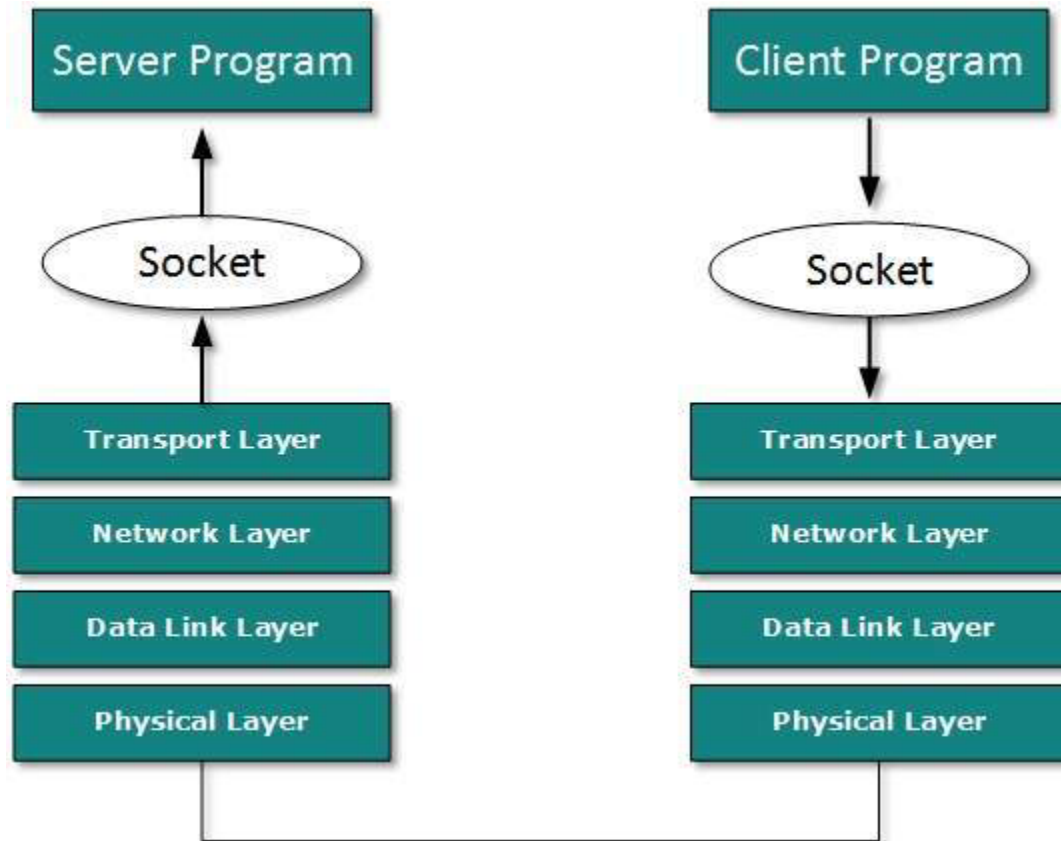 Server Program
Client Program
Socket
Socket
Transport Layer
Transport Layer
Network Layer
Network Layer
Data Link Layer
Data Link Layer
Physical Layer
Physical Layer